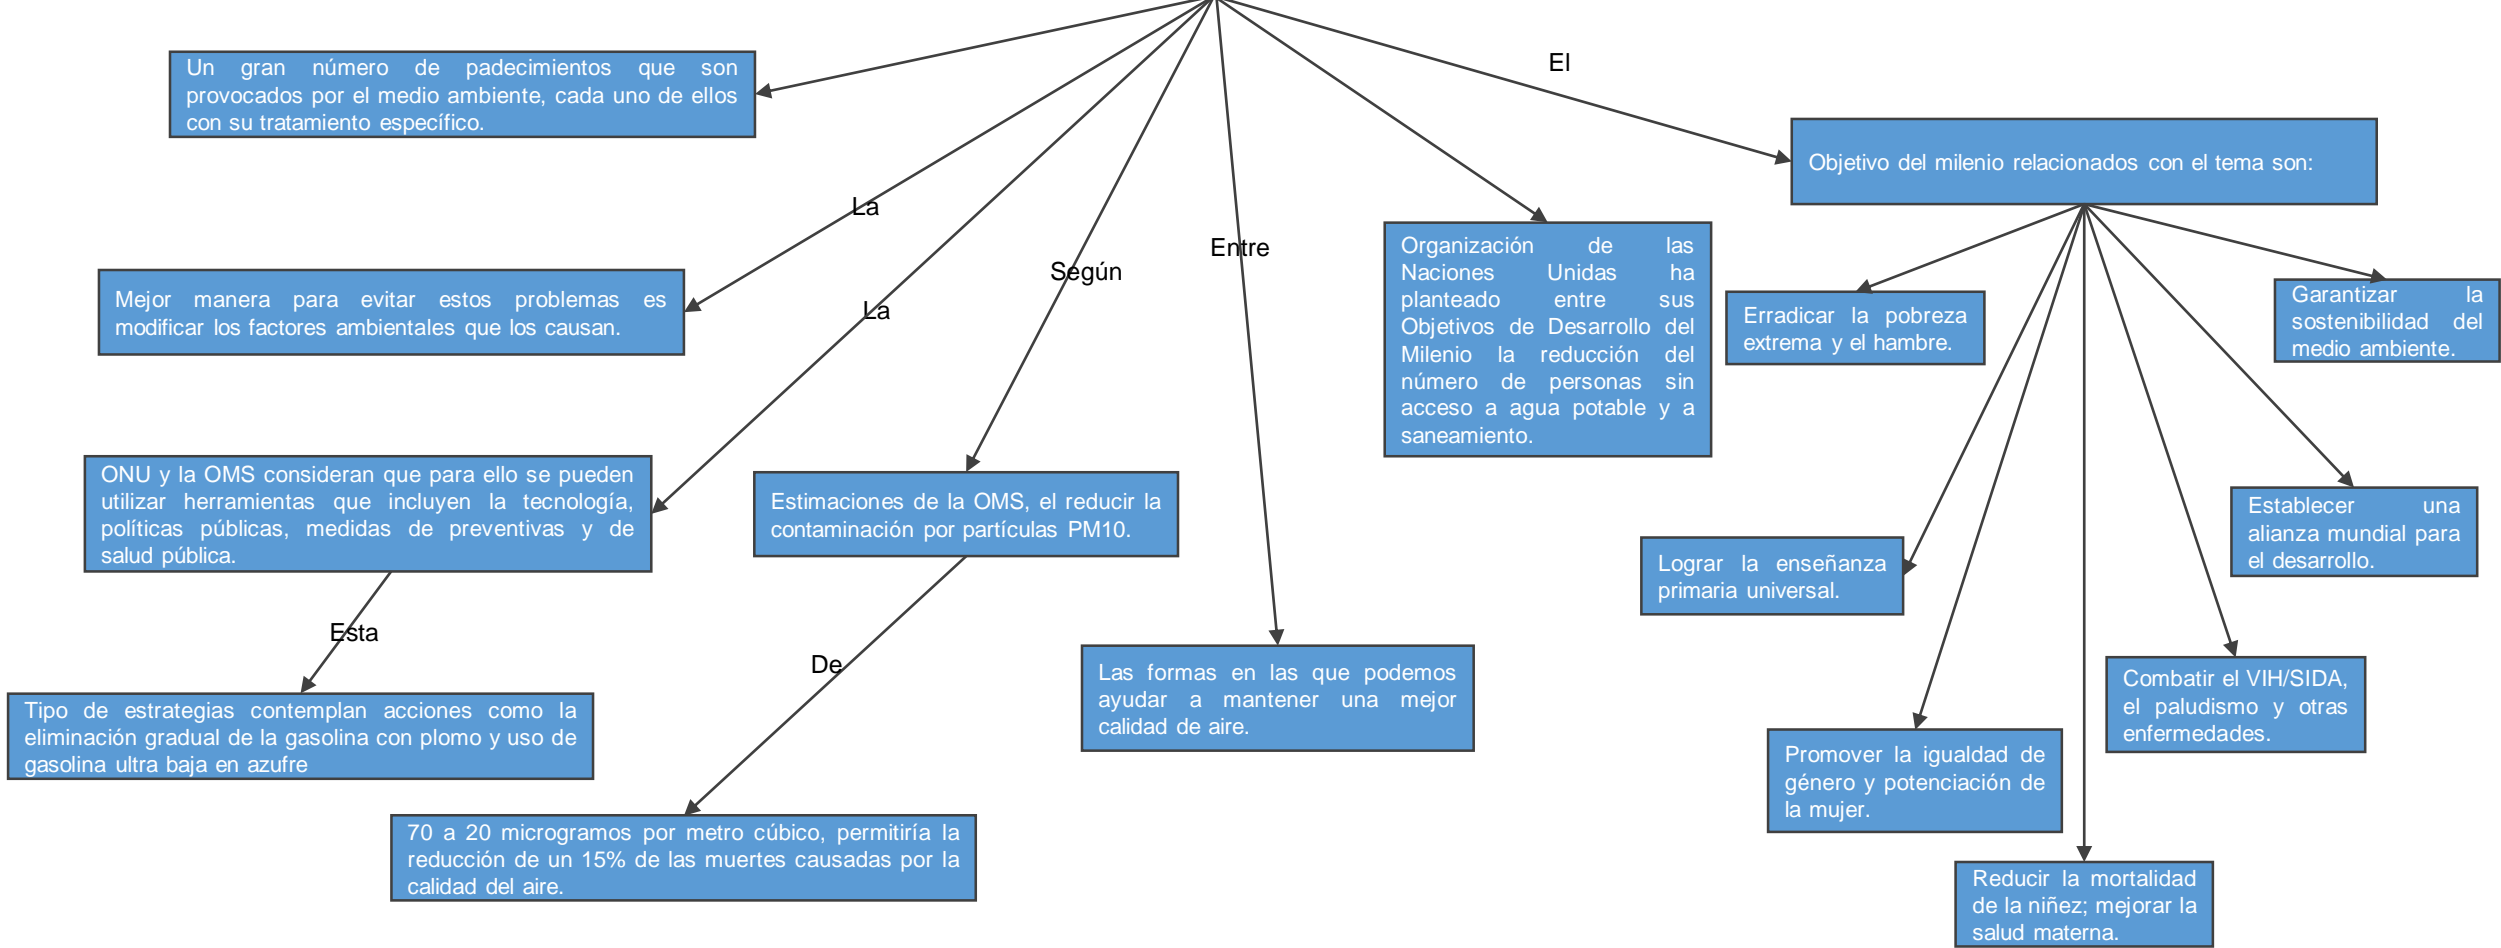 Un gran número de padecimientos que son
provocados por el medio ambiente, cada uno de ellos
con su tratamiento específico.
El
Objetivo del milenio relacionados con el tema son:
La
Mejor manera para evitar estos problemas es
modificar los factores ambientales que los causan.
La
ONU y la OMS consideran que para ello se pueden
utilizar herramientas que incluyen la tecnología,
políticas públicas, medidas de preventivas y de
salud pública.
Esta
Tipo de estrategias contemplan acciones como la
eliminación gradual de la gasolina con plomo y uso de
gasolina ultra baja en azufre
Según
Estimaciones de la OMS, el reducir la
contaminación por partículas PM10.
De
70 a 20 microgramos por metro cúbico, permitiría la
reducción de un 15% de las muertes causadas por la
calidad del aire.
Entre
Las formas en las que podemos
ayudar a mantener una mejor
calidad de aire.
Organización de las
Naciones Unidas ha
planteado entre sus
Objetivos de Desarrollo del
Milenio la reducción del
número de personas sin
acceso a agua potable y a
saneamiento.
Erradicar la pobreza
extrema y el hambre.
Garantizar la
sostenibilidad del
medio ambiente.
Lograr la enseñanza
primaria universal.
Establecer una
alianza mundial para
el desarrollo.
Promover la igualdad de
género y potenciación de
la mujer.
Combatir el VIH/SIDA,
el paludismo y otras
enfermedades.
Reducir la mortalidad
de la niñez; mejorar la
salud materna.